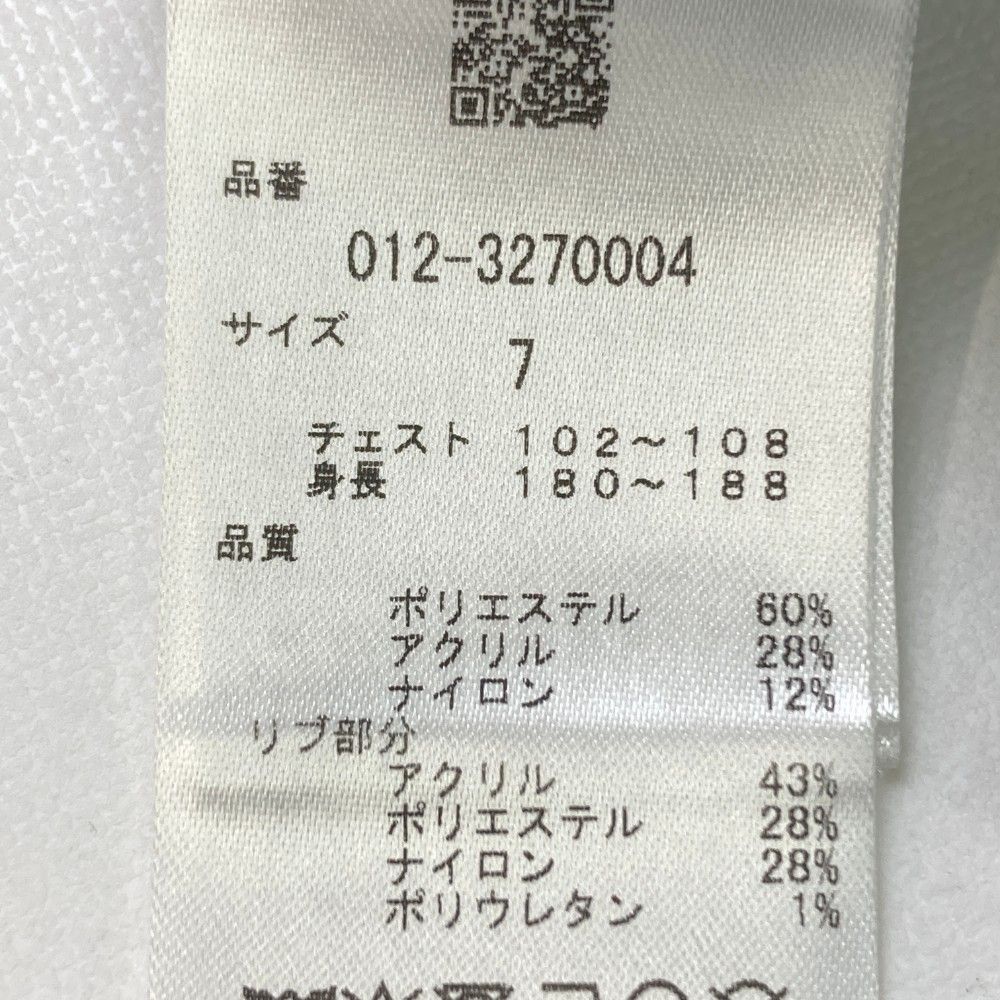 品番
012-3270004
サイズ
7
チェスト 102～108
身長 180～188
品質
ポリエステル 60%
アクリル 28%
ナイロン 12%
リブ部分
アクリル 43%
ポリエステル 28%
ナイロン 28%
ポリウレタン 1%